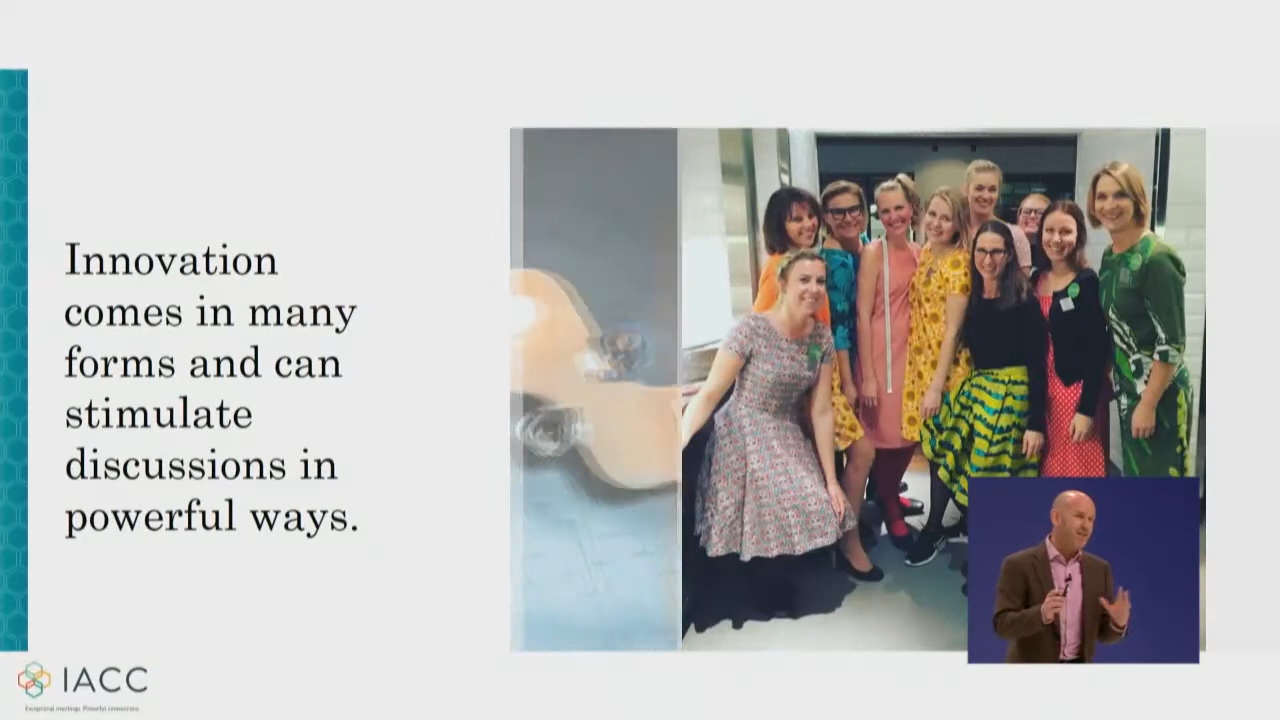 Innovation
comes in many
forms and can
stimulate
discussions in
powerful ways.
IACC
Exceptional meetings. Powerful connections.